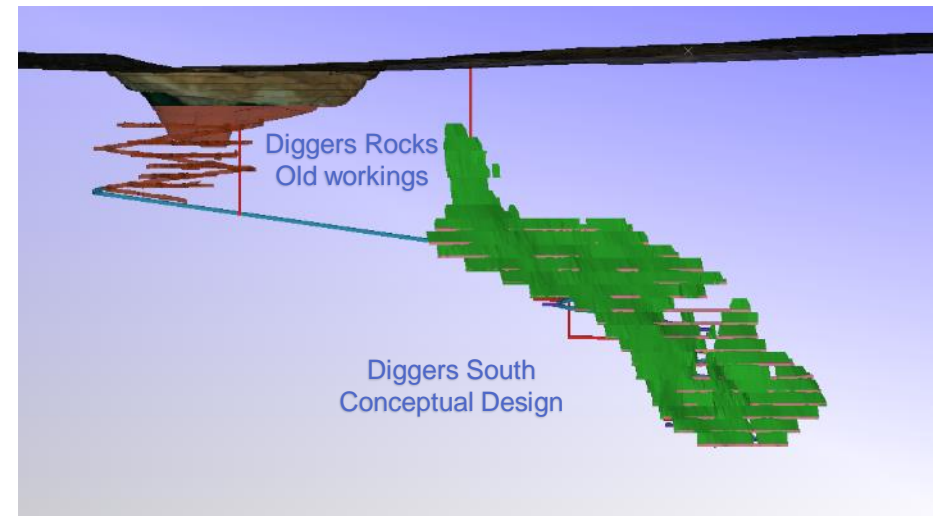 Diggers Rocks
Old workings
Diggers South
Conceptual Design